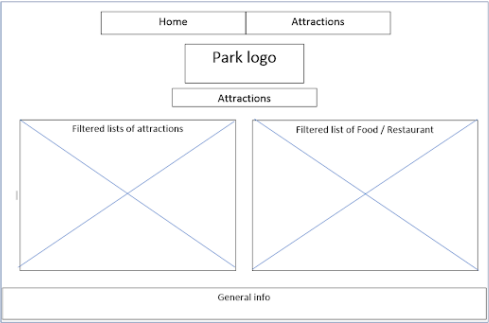 Home
Attractions
Park logo
Attractions
Filtered lists of attractions
Filtered list of Food / Restaurant
General info